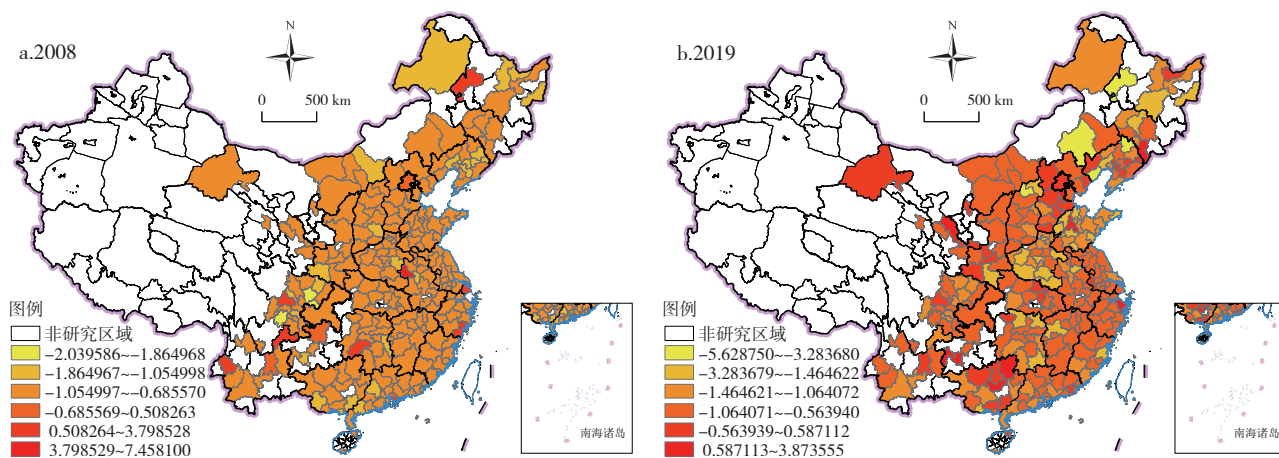 a.2008
N
0 500 km
图例
非研究区域
-2.039586~-1.864968
-1.864967~-1.054998
-1.054997~-0.685570
-0.685569~0.508263
0.508264~3.798528
3.798529~7.458100
南海诸岛
b.2019
N
0 500 km
图例
非研究区域
-5.628750~-3.283680
-3.283679~-1.464622
-1.464621~-1.064072
-1.064071~-0.563940
-0.563939~0.587112
0.587113~3.873555
南海诸岛